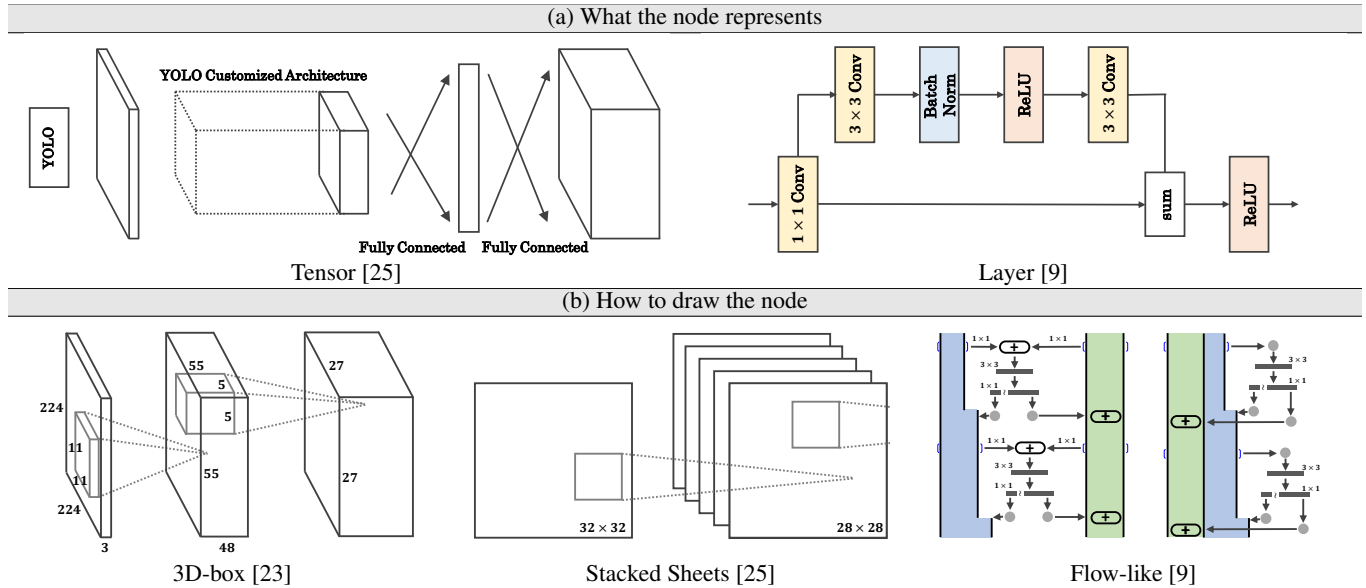 (a) What the node represents
YOLO
YOLO Customized Architecture
Fully Connected
Fully Connected
Tensor [25]
1 × 1 Conv
3 × 3 Conv
Batch
Norm
ReLU
3 × 3 Conv
sum
ReLU
Layer [9]
(b) How to draw the node
224
11
11
224
3
55
5
5
55
48
27
27
3D-box [23]
32 × 32
28 × 28
Stacked Sheets [25]
1 × 1
+
1 × 1
3 × 3
1 × 1
+
1 × 1
+
1 × 1
3 × 3
1 × 1
+
3 × 3
1 × 1
+
3 × 3
1 × 1
+
Flow-like [9]